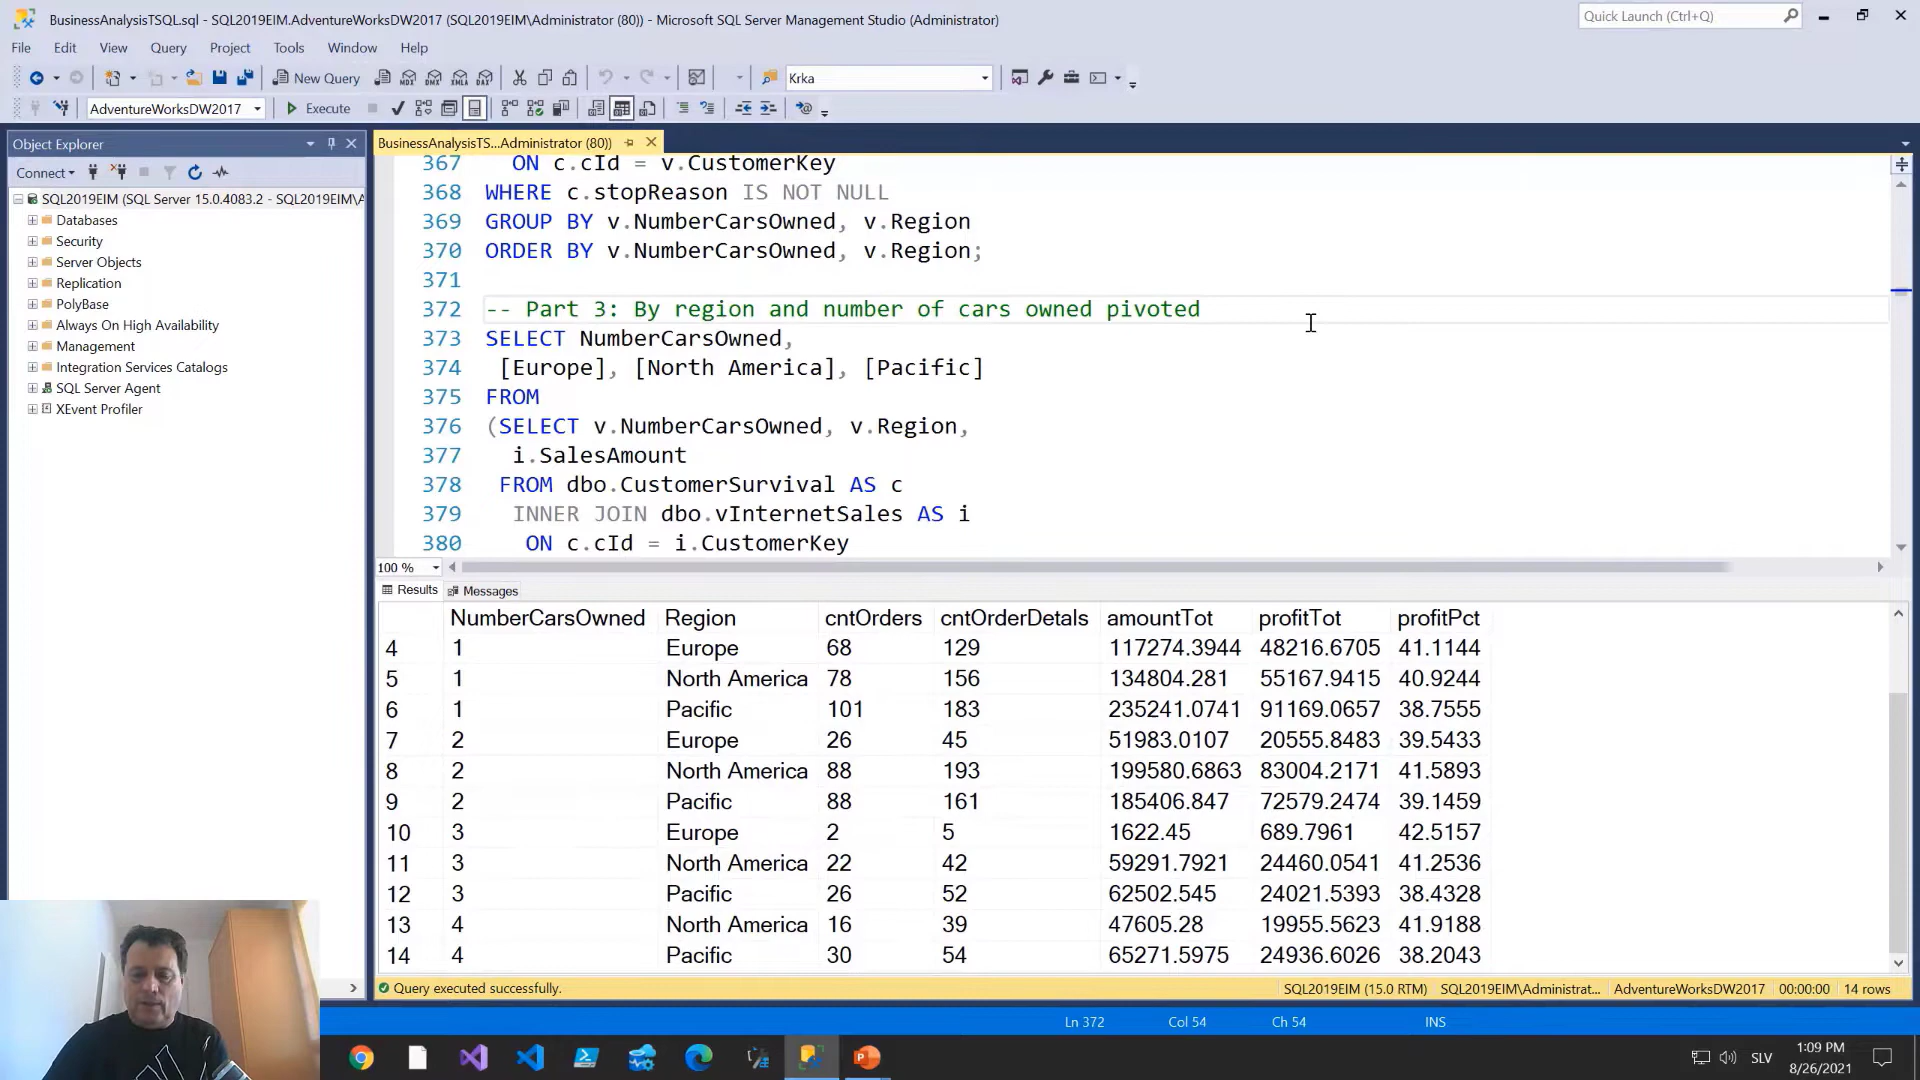 BusinessAnalysisTSQL.sql - SQL2019EIM.AdventureWorksDW2017 (SQL2019EIM\Administrator (80)) - Microsoft SQL Server Management Studio (Administrator)
Quick Launch (Ctrl+Q)
File Edit View Query Project Tools Window Help
New Query MDX DMX XMLA DAX Krka
AdventureWorksDW2017 Execute
Object Explorer
Connect
SQL2019EIM (SQL Server 15.0.4083.2 - SQL2019EIM\A
Databases
Security
Server Objects
Replication
PolyBase
Always On High Availability
Management
Integration Services Catalogs
SQL Server Agent
XEvent Profiler
BusinessAnalysisTS...Administrator (80))
367 ON c.cId = v.CustomerKey
368 WHERE c.stopReason IS NOT NULL
369 GROUP BY v.NumberCarsOwned, v.Region
370 ORDER BY v.NumberCarsOwned, v.Region;
371
372 -- Part 3: By region and number of cars owned pivoted
373 SELECT NumberCarsOwned,
374 [Europe], [North America], [Pacific]
375 FROM
376 (SELECT v.NumberCarsOwned, v.Region,
377 i.SalesAmount
378 FROM dbo.CustomerSurvival AS c
379 INNER JOIN dbo.vInternetSales AS i
380 ON c.cId = i.CustomerKey
100 %
Results Messages
NumberCarsOwned Region cntOrders cntOrderDetals amountTot profitTot profitPct
4 1 Europe 68 129 117274.3944 48216.6705 41.1144
5 1 North America 78 156 134804.281 55167.9415 40.9244
6 1 Pacific 101 183 235241.0741 91169.0657 38.7555
7 2 Europe 26 45 51983.0107 20555.8483 39.5433
8 2 North America 88 193 199580.6863 83004.2171 41.5893
9 2 Pacific 88 161 185406.847 72579.2474 39.1459
10 3 Europe 2 5 1622.45 689.7961 42.5157
11 3 North America 22 42 59291.7921 24460.0541 41.2536
12 3 Pacific 26 52 62502.545 24021.5393 38.4328
13 4 North America 16 39 47605.28 19955.5623 41.9188
14 4 Pacific 30 54 65271.5975 24936.6026 38.2043
Query executed successfully. SQL2019EIM (15.0 RTM) SQL2019EIM\Administrat... AdventureWorksDW2017 00:00:00 14 rows
Ln 372 Col 54 Ch 54 INS
SLV 1:09 PM
8/26/2021